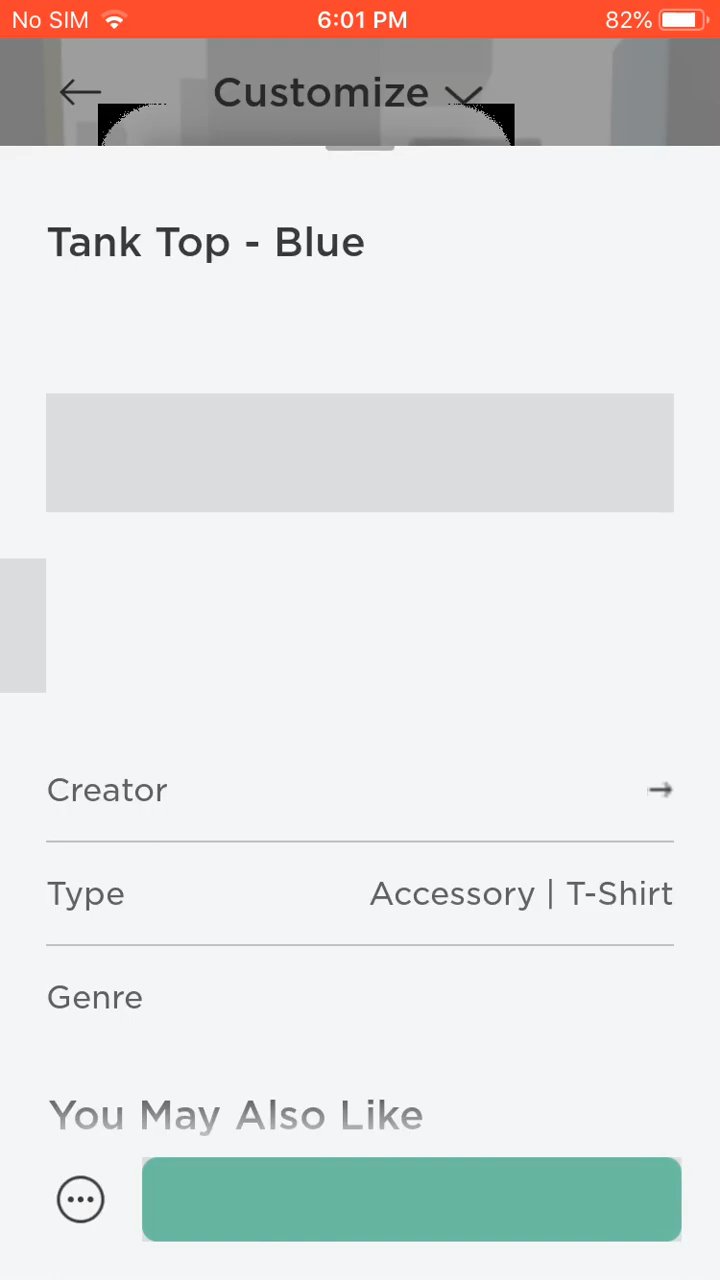 No SIM 6:01 PM 82%
Customize
Tank Top - Blue
Creator
Type Accessory | T-Shirt
Genre
You May Also Like